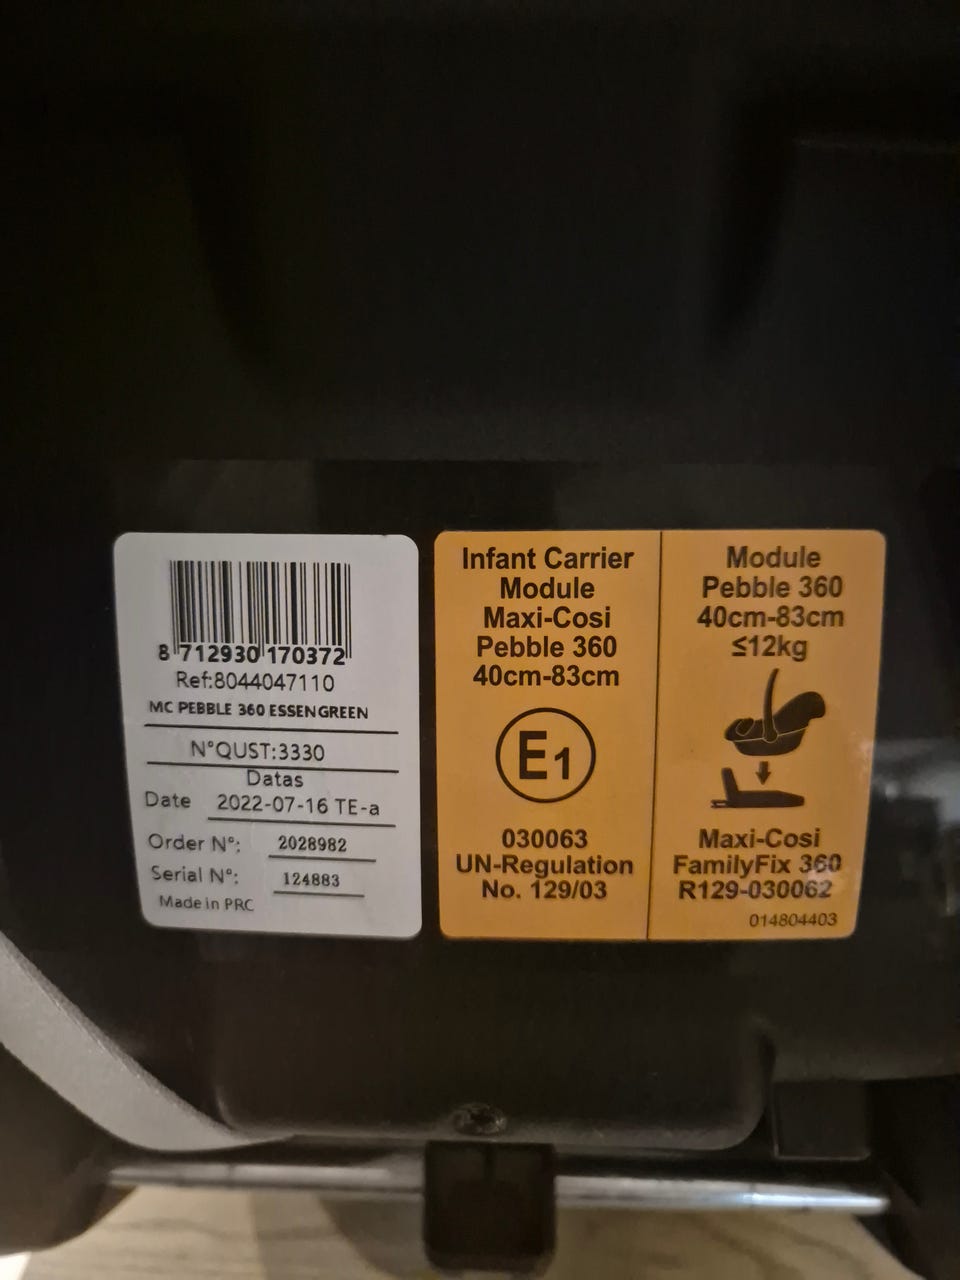 8 712930 170372
Ref:8044047110
MC PEBBLE 360 ESSENGREEN
N°QUST:3330
Datas
Date 2022-07-16 TE-a
Order N°: 2028982
Serial N°: 124883
Made in PRC
Infant Carrier
Module
Maxi-Cosi
Pebble 360
40cm-83cm
E1
030063
UN-Regulation
No. 129/03
Module
Pebble 360
40cm-83cm
≤12kg
Maxi-Cosi
FamilyFix 360
R129-030062
014804403